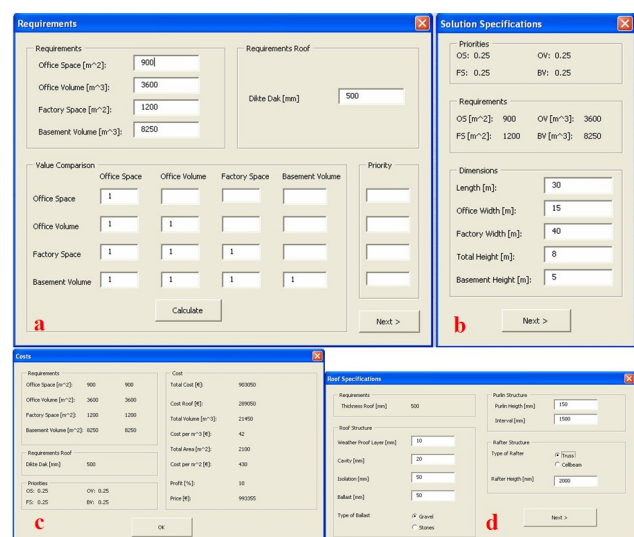 Requirements
Requirements
Office Space [m^2]: 900
Office Volume [m^3]: 3600
Factory Space [m^2]: 1200
Basement Volume [m^3]: 8250
Requirements Roof
Dikte Dak [mm] 500
Value Comparison
Office Space Office Volume Factory Space Basement Volume
Office Space 1
Office Volume 1 1
Factory Space 1 1 1
Basement Volume 1 1 1 1
Priority
Calculate
Next >
a
Solution Specifications
Priorities
OS: 0.25 OV: 0.25
FS: 0.25 BV: 0.25
Requirements
OS [m^2]: 900 OV [m^3]: 3600
FS [m^2]: 1200 BV [m^3]: 8250
Dimensions
Length [m]: 30
Office Width [m]: 15
Factory Width [m]: 40
Total Height [m]: 8
Basement Height [m]: 5
Next >
b
Costs
Requirements
Office Space [m^2]: 900 900
Office Volume [m^3]: 3600 3600
Factory Space [m^2]: 1200 1200
Basement Volume [m^3]: 8250 8250
Requirements Roof
Dikte Dak [mm] 500
Priorities
OS: 0.25 OV: 0.25
FS: 0.25 BV: 0.25
Cost
Total Cost [€]: 903050
Cost Roof [€]: 289050
Total Volume [m^3]: 21450
Cost per m^3 [€]: 42
Total Area [m^2]: 2100
Cost per m^2 [€]: 430
Profit [%]: 10
Price [€]: 993355
OK
c
Roof Specifications
Requirements
Thickness Roof [mm] 500
Roof Structure
Weather Proof Layer [mm] 10
Cavity [mm] 20
Isolation [mm] 50
Ballast [mm] 50
Type of Ballast Gravel
Stones
Purlin Structure
Purlin Heigth [mm] 150
Interval [mm] 1500
Rafter Structure
Type of Rafter Truss
Cellbeam
Rafter Heigth [mm] 2000
Next >
d